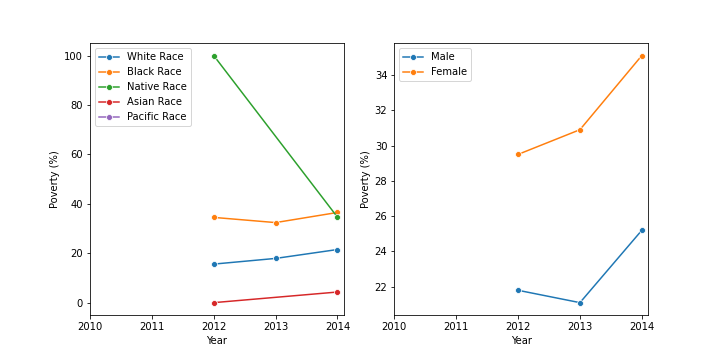 100
80
60
40
20
0
Poverty (%)
White Race
Black Race
Native Race
Asian Race
Pacific Race
2010 2011 2012 2013 2014
Year
34
32
30
28
26
24
22
Poverty (%)
Male
Female
2010 2011 2012 2013 2014
Year